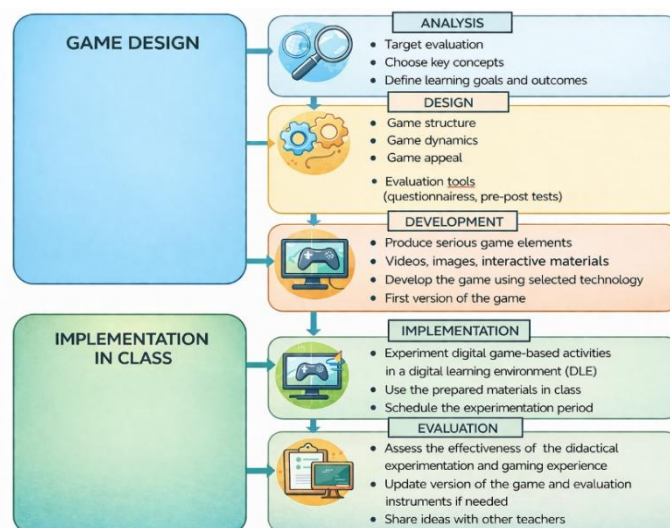 GAME DESIGN
ANALYSIS
• Target evaluation
• Choose key concepts
• Define learning goals and outcomes
DESIGN
• Game structure
• Game dynamics
• Game appeal
• Evaluation tools
(questionnairess, pre-post tests)
DEVELOPMENT
• Produce serious game elements
• Videos, images, interactive materials
• Develop the game using selected technology
• First version of the game
IMPLEMENTATION
IN CLASS
IMPLEMENTATION
• Experiment digital game-based activities
in a digital learning environment (DLE)
• Use the prepared materials in class
• Schedule the experimentation period
EVALUATION
• Assess the effectiveness of the didactical
experimentation and gaming experience
• Update version of the game and evaluation
instruments if needed
• Share ideas with other teachers